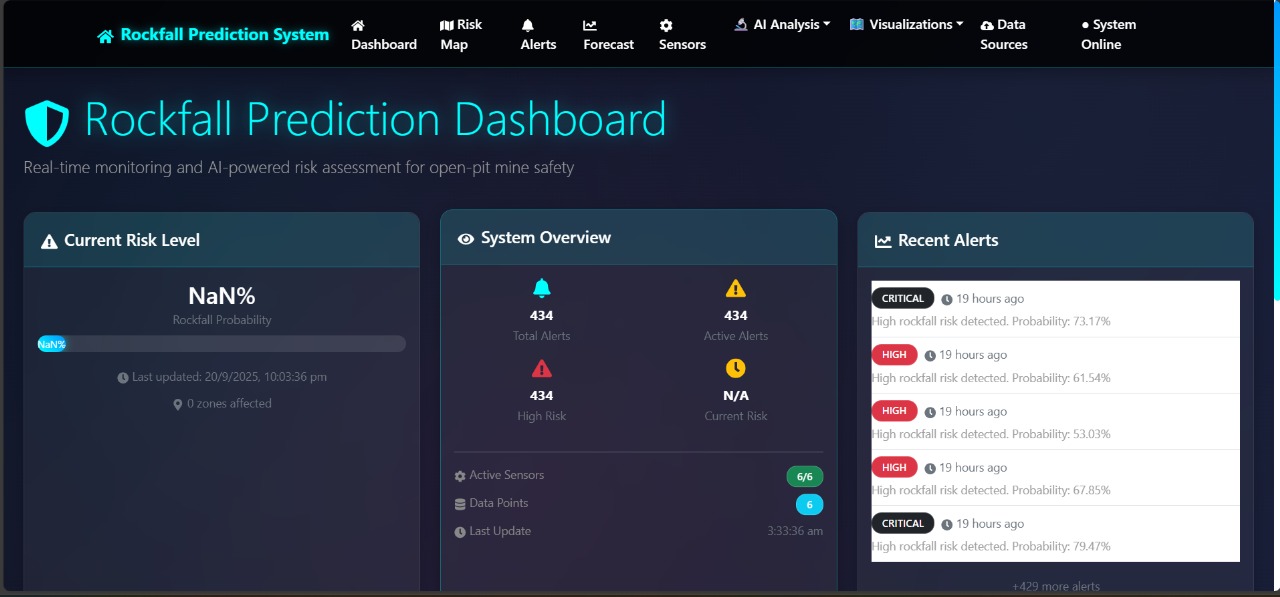 Rockfall Prediction System
Dashboard
Risk Map
Alerts
Forecast
Sensors
AI Analysis
Visualizations
Data Sources
System Online
Rockfall Prediction Dashboard
Real-time monitoring and AI-powered risk assessment for open-pit mine safety
Current Risk Level
NaN%
Rockfall Probability
NaN%
Last updated: 20/9/2025, 10:03:36 pm
0 zones affected
System Overview
434
Total Alerts
434
Active Alerts
434
High Risk
N/A
Current Risk
Active Sensors 6/6
Data Points 6
Last Update 3:33:36 am
Recent Alerts
CRITICAL 19 hours ago
High rockfall risk detected. Probability: 73.17%
HIGH 19 hours ago
High rockfall risk detected. Probability: 61.54%
HIGH 19 hours ago
High rockfall risk detected. Probability: 53.03%
HIGH 19 hours ago
High rockfall risk detected. Probability: 67.85%
CRITICAL 19 hours ago
High rockfall risk detected. Probability: 79.47%
+429 more alerts